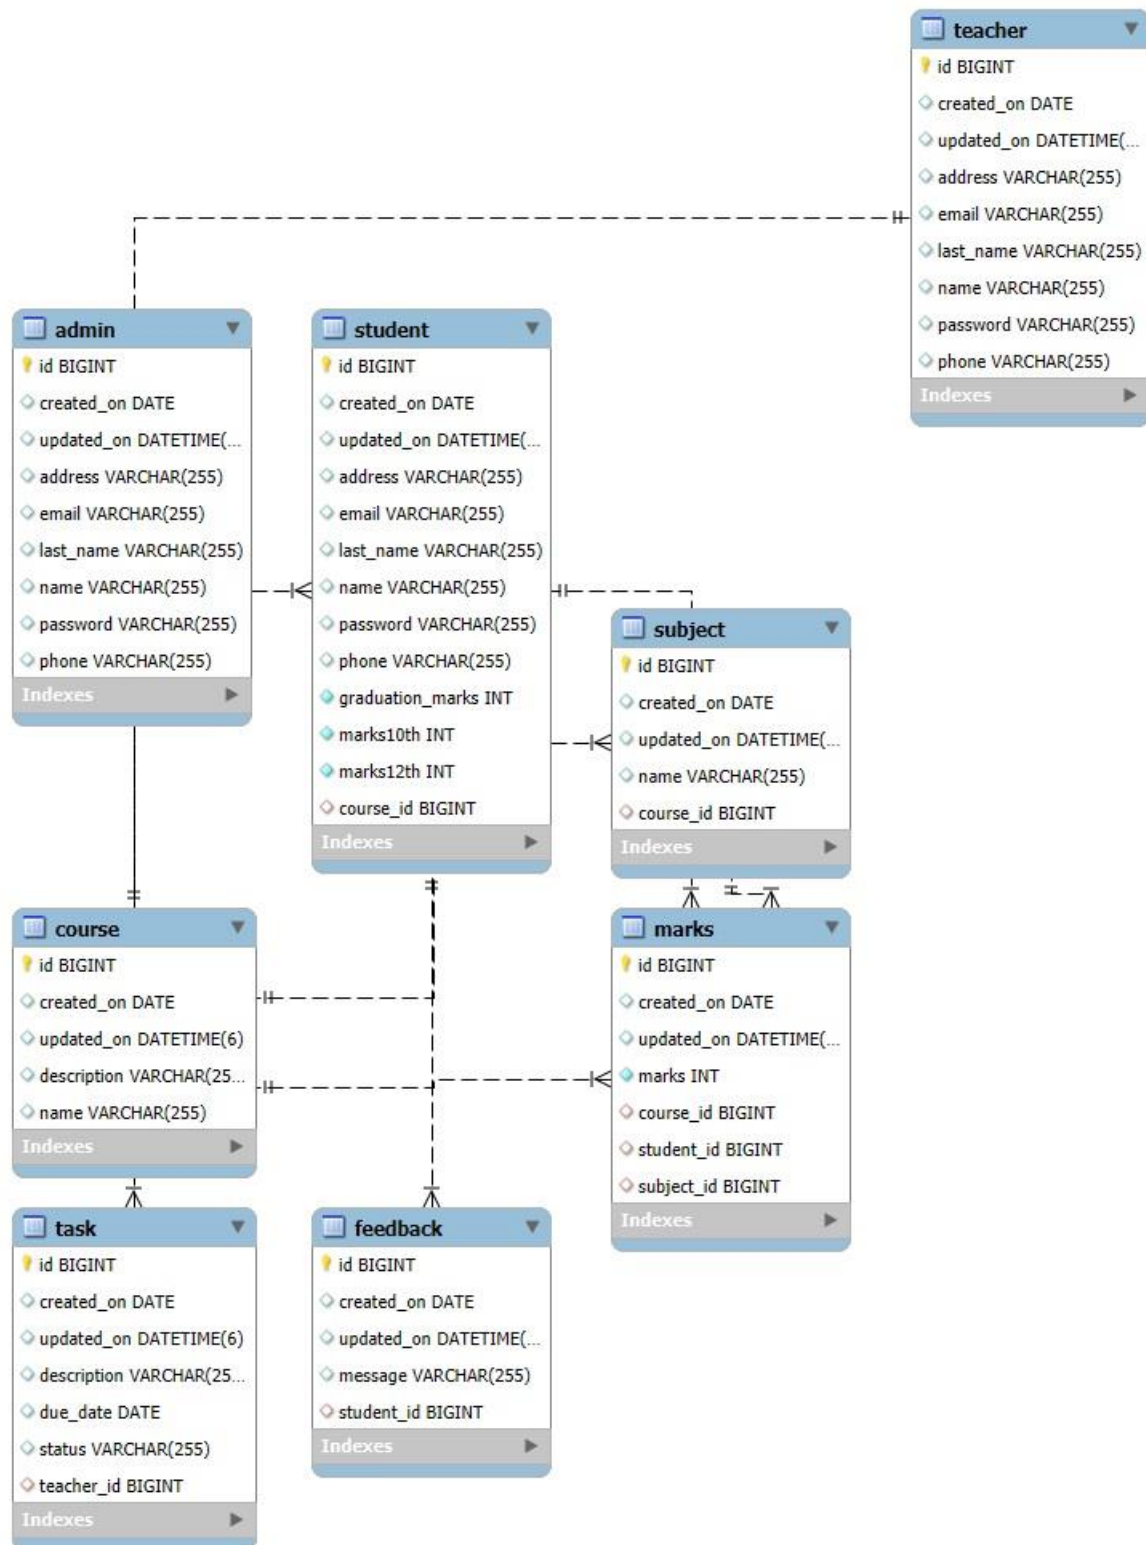 teacher
id BIGINT
created_on DATE
updated_on DATETIME(...
address VARCHAR(255)
email VARCHAR(255)
last_name VARCHAR(255)
name VARCHAR(255)
password VARCHAR(255)
phone VARCHAR(255)
Indexes
admin
id BIGINT
created_on DATE
updated_on DATETIME(...
address VARCHAR(255)
email VARCHAR(255)
last_name VARCHAR(255)
name VARCHAR(255)
password VARCHAR(255)
phone VARCHAR(255)
Indexes
student
id BIGINT
created_on DATE
updated_on DATETIME(...
address VARCHAR(255)
email VARCHAR(255)
last_name VARCHAR(255)
name VARCHAR(255)
password VARCHAR(255)
phone VARCHAR(255)
graduation_marks INT
marks10th INT
marks12th INT
course_id BIGINT
Indexes
subject
id BIGINT
created_on DATE
updated_on DATETIME(...
name VARCHAR(255)
course_id BIGINT
Indexes
course
id BIGINT
created_on DATE
updated_on DATETIME(6)
description VARCHAR(25...
name VARCHAR(255)
Indexes
marks
id BIGINT
created_on DATE
updated_on DATETIME(...
marks INT
course_id BIGINT
student_id BIGINT
subject_id BIGINT
Indexes
task
id BIGINT
created_on DATE
updated_on DATETIME(6)
description VARCHAR(25...
due_date DATE
status VARCHAR(255)
teacher_id BIGINT
Indexes
feedback
id BIGINT
created_on DATE
updated_on DATETIME(...
message VARCHAR(255)
student_id BIGINT
Indexes